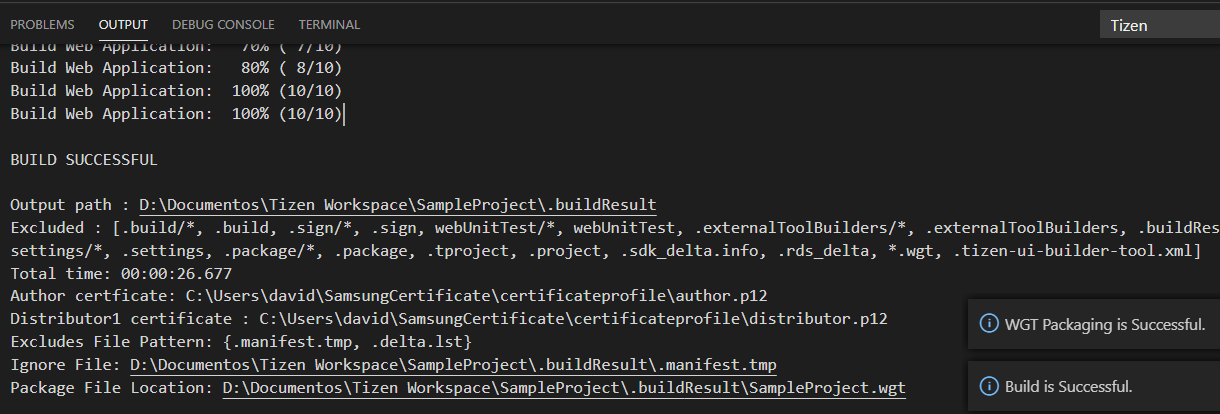 PROBLEMS OUTPUT DEBUG CONSOLE TERMINAL Tizen
Build Web Application:   70% ( 7/10)
Build Web Application:   80% ( 8/10)
Build Web Application:  100% (10/10)
Build Web Application:  100% (10/10)
BUILD SUCCESSFUL
Output path : D:\Documentos\Tizen Workspace\SampleProject\.buildResult
Excluded : [.build/*, .build, .sign/*, .sign, webUnitTest/*, webUnitTest, .externalToolBuilders/*, .externalToolBuilders, .buildRes
settings/*, .settings, .package/*, .package, .tproject, .project, .sdk_delta.info, .rds_delta, *.wgt, .tizen-ui-builder-tool.xml]
Total time: 00:00:26.677
Author certficate: C:\Users\david\SamsungCertificate\certificateprofile\author.p12
Distributor1 certificate : C:\Users\david\SamsungCertificate\certificateprofile\distributor.p12
Excludes File Pattern: {.manifest.tmp, .delta.lst}
Ignore File: D:\Documentos\Tizen Workspace\SampleProject\.buildResult\.manifest.tmp
Package File Location: D:\Documentos\Tizen Workspace\SampleProject\.buildResult\SampleProject.wgt
WGT Packaging is Successful.
Build is Successful.